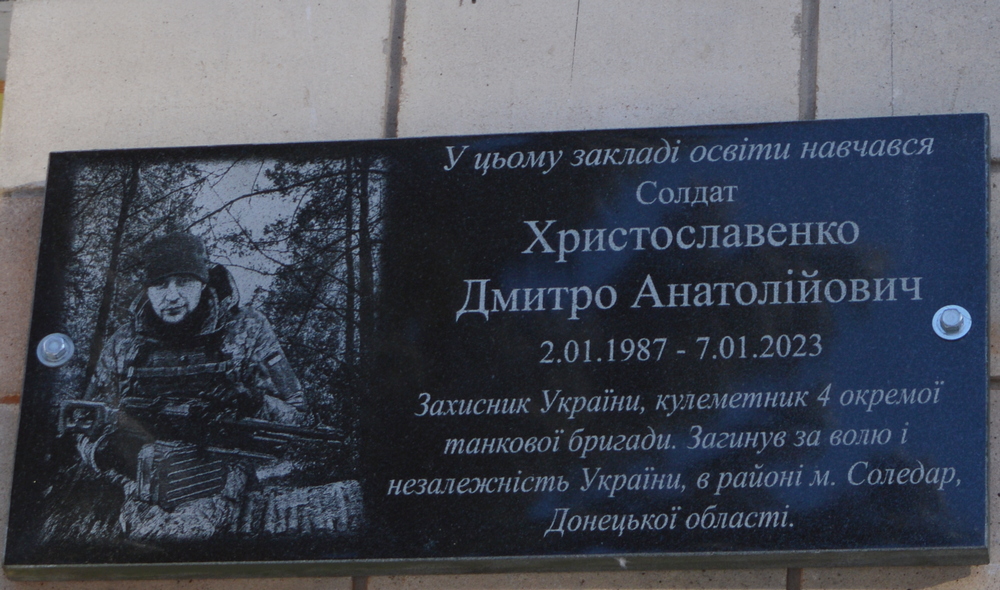 У цьому закладі освіти навчався
Солдат
Христославенко
Дмитро Анатолійович
2.01.1987 - 7.01.2023
Захисник України, кулеметник 4 окремої
танкової бригади. Загинув за волю і
незалежність України, в районі м. Соледар,
Донецької області.